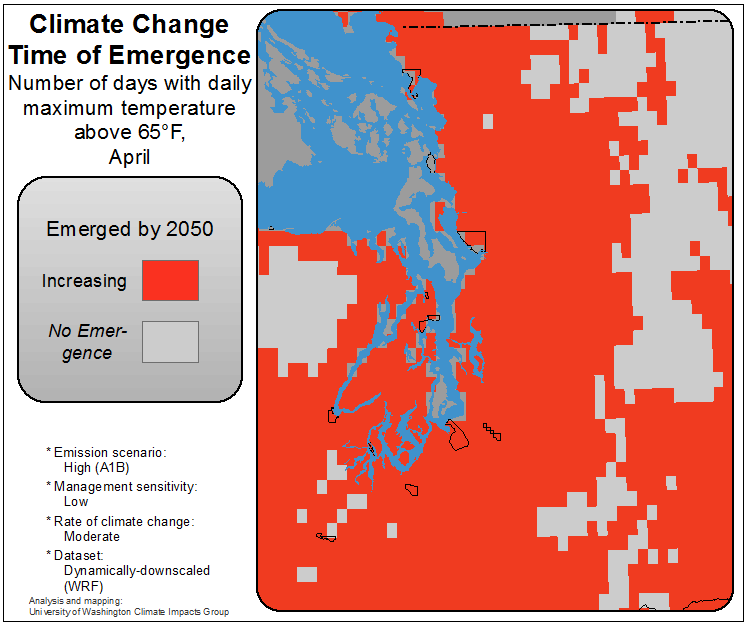 Climate Change
Time of Emergence
Number of days with daily
maximum temperature
above 65°F,
April
Emerged by 2050
Increasing
No Emer-
gence
* Emission scenario:
High (A1B)
* Management sensitivity:
Low
* Rate of climate change:
Moderate
* Dataset:
Dynamically-downscaled
(WRF)
Analysis and mapping:
University of Washington Climate Impacts Group